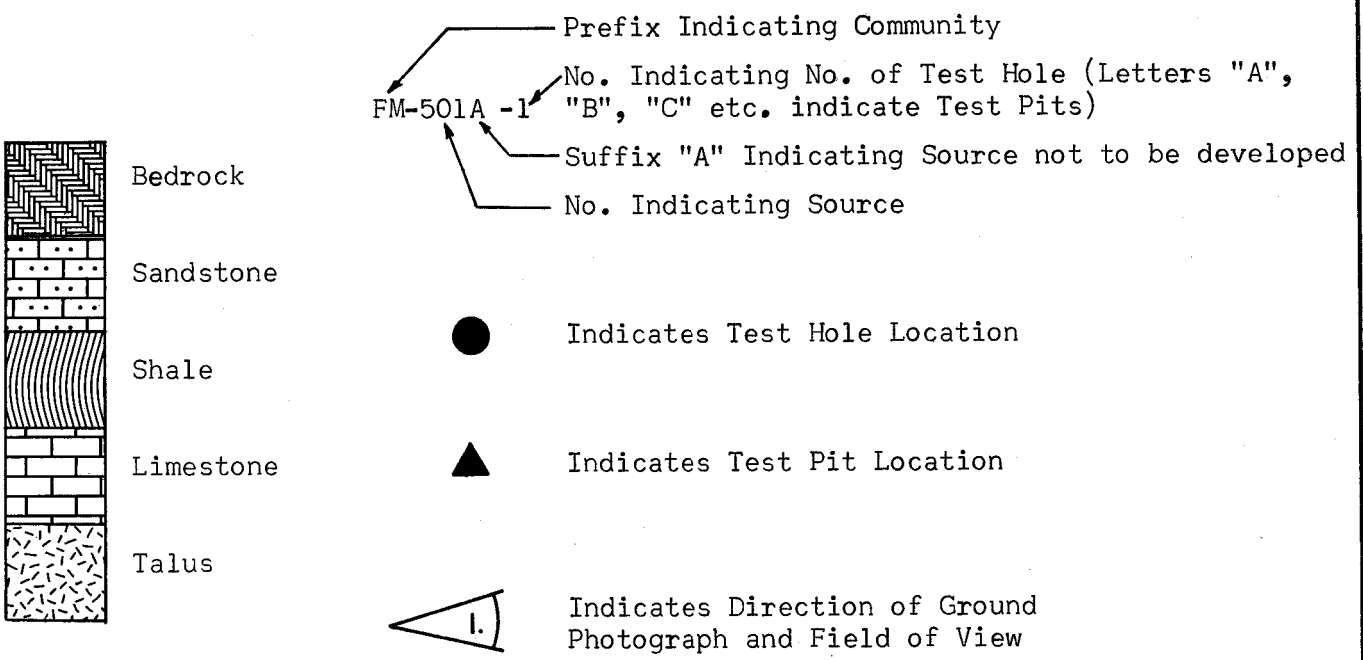 Prefix Indicating Community
No. Indicating No. of Test Hole (Letters "A",
"B", "C" etc. indicate Test Pits)
FM-501A -1
Suffix "A" Indicating Source not to be developed
No. Indicating Source
Bedrock
Sandstone
Shale
Limestone
Talus
Indicates Test Hole Location
Indicates Test Pit Location
1.
Indicates Direction of Ground
Photograph and Field of View